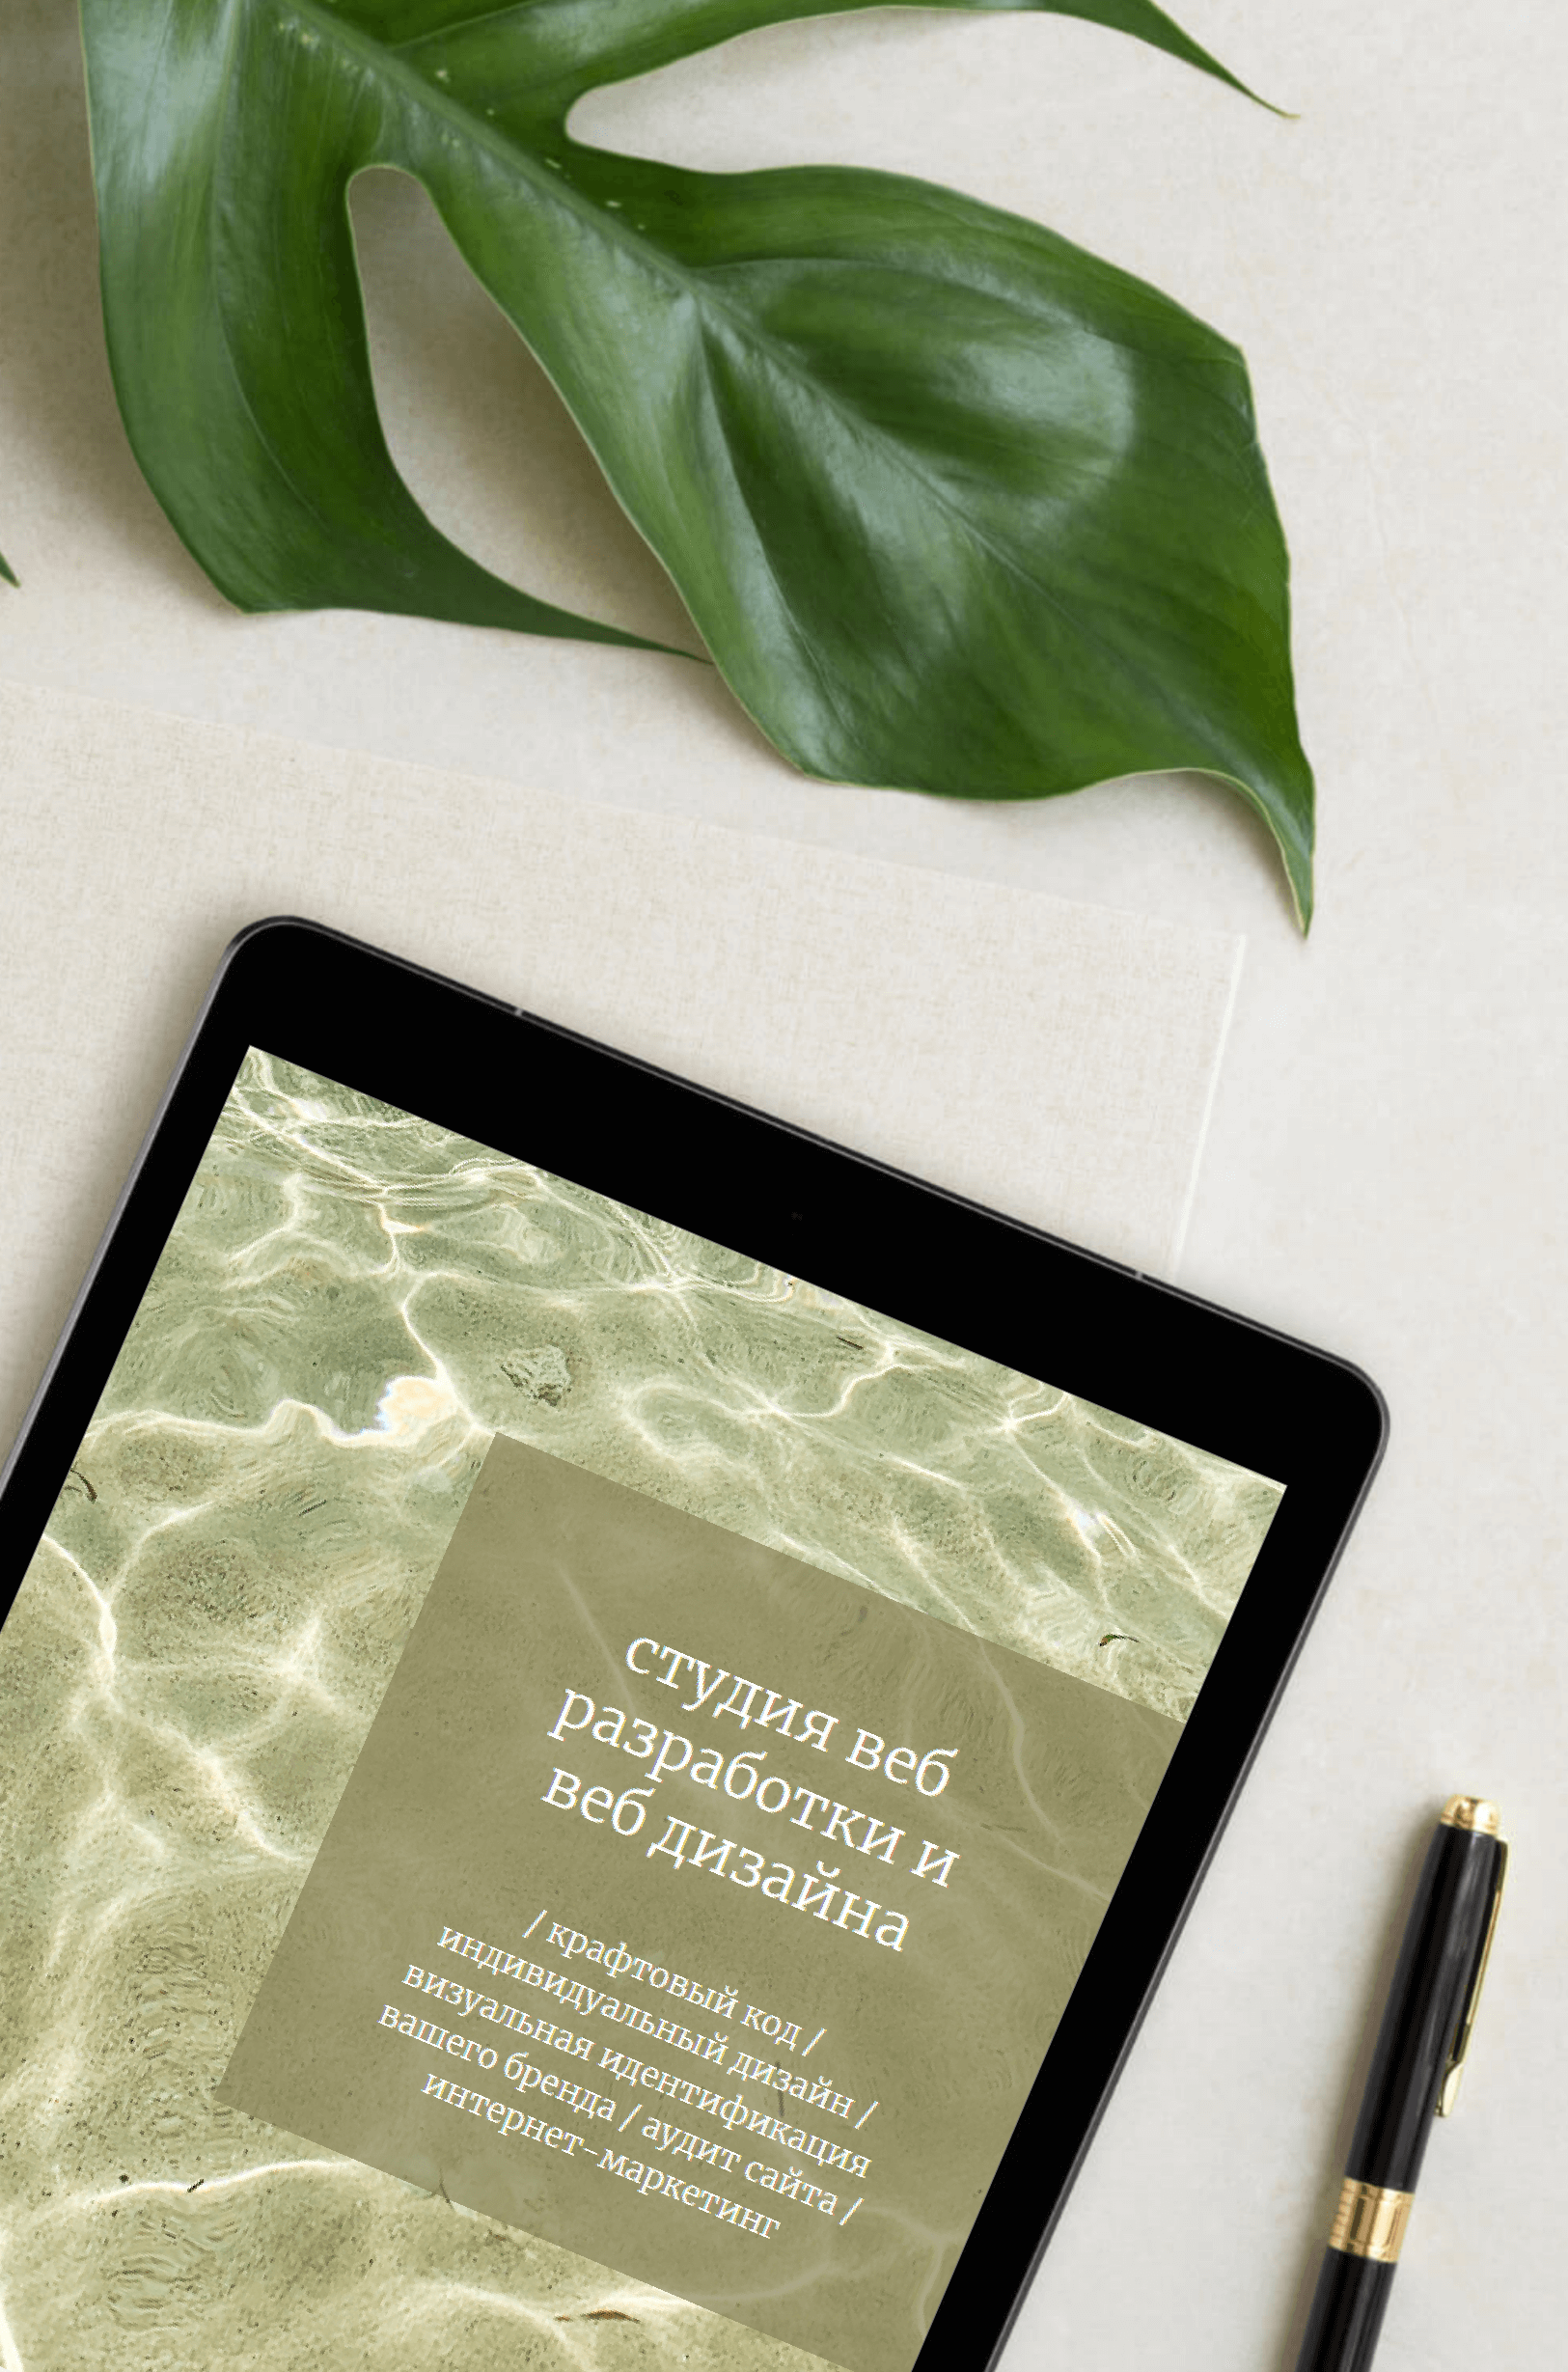 студия веб
разработки и
веб дизайна
/ крафтовый код /
индивидуальный дизайн /
визуальная идентификация
вашего бренда / аудит сайта /
интернет-маркетинг